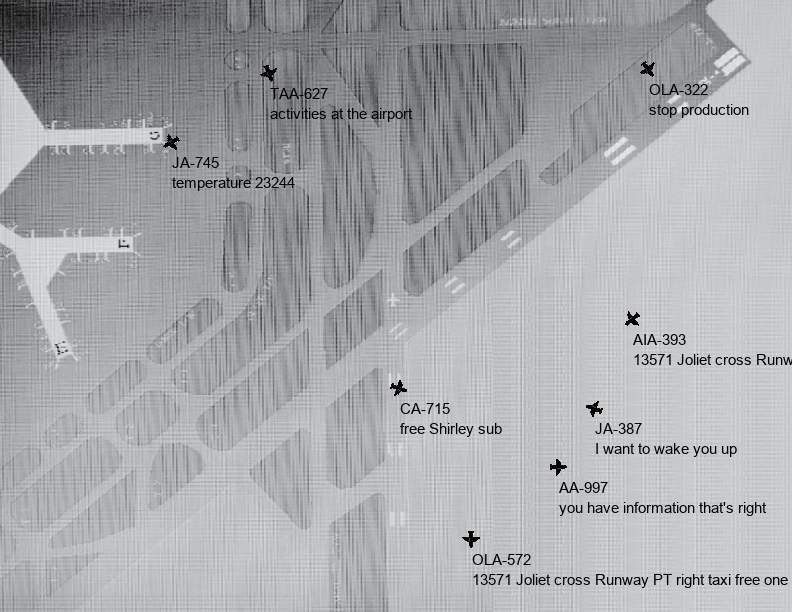 OLA-322
stop production
TAA-627
activities at the airport
JA-745
temperature 23244
AIA-393
13571 Joliet cross Runw
CA-715
free Shirley sub
JA-387
I want to wake you up
AA-997
you have information that's right
OLA-572
13571 Joliet cross Runway PT right taxi free one